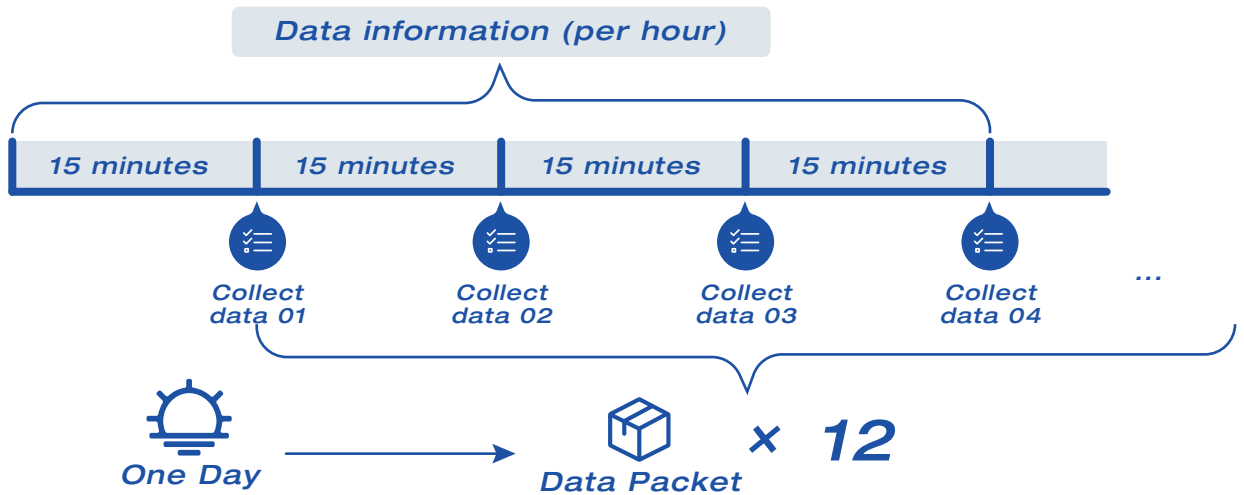 Data information (per hour)
15 minutes
15 minutes
15 minutes
15 minutes
Collect
data 01
Collect
data 02
Collect
data 03
Collect
data 04
...
One Day
Data Packet
× 12